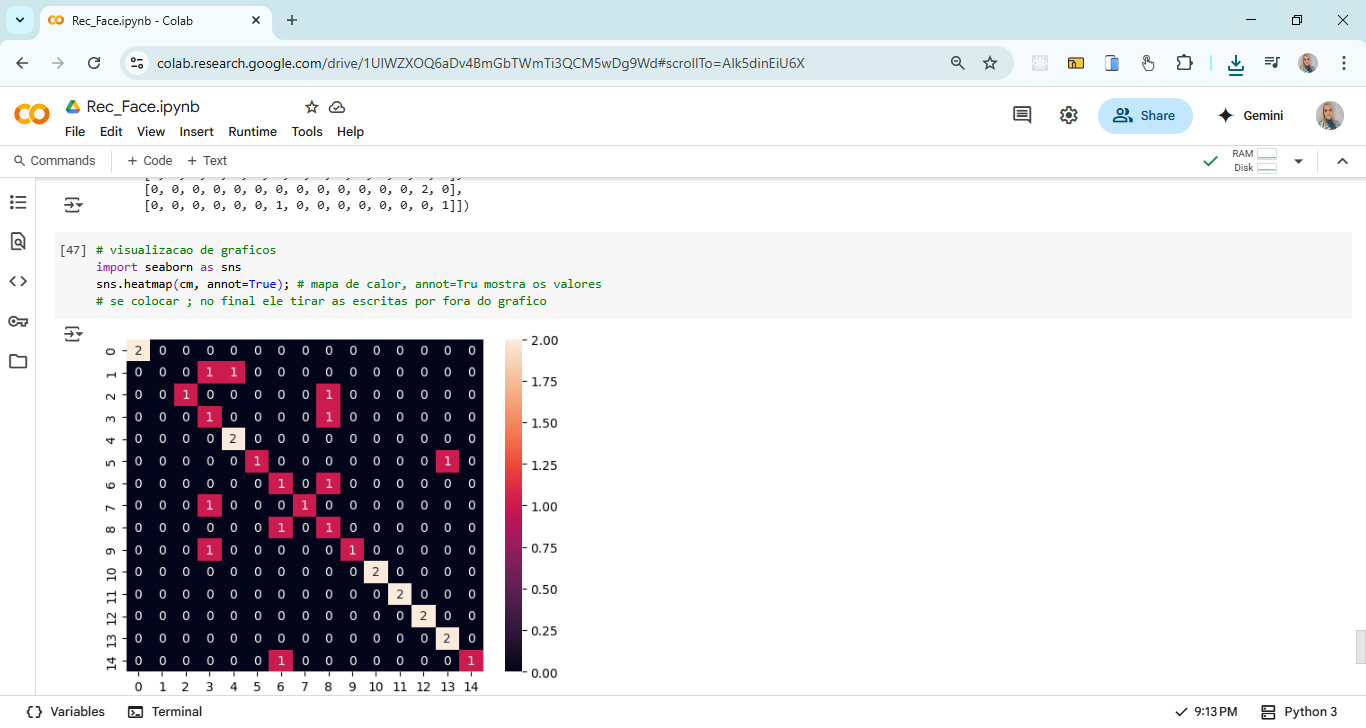 Rec_Face.ipynb - Colab
colab.research.google.com/drive/1UIWZXOQ6aDv4BmGbTWmTi3QCM5wDg9Wd#scrollTo=AIk5dinEiU6X
Rec_Face.ipynb
File Edit View Insert Runtime Tools Help
Share
Gemini
Commands + Code + Text
RAM
Disk
[0, 0, 0, 0, 0, 0, 0, 0, 0, 0, 0, 0, 0, 2, 0],
[0, 0, 0, 0, 0, 0, 1, 0, 0, 0, 0, 0, 0, 0, 1]])
[47] # visualizacao de graficos
import seaborn as sns
sns.heatmap(cm, annot=True); # mapa de calor, annot=Tru mostra os valores
# se colocar ; no final ele tirar as escritas por fora do grafico
0 2 0 0 0 0 0 0 0 0 0 0 0 0 0 0
1 0 0 0 1 1 0 0 0 0 0 0 0 0 0 0
2 0 0 1 0 0 0 0 0 1 0 0 0 0 0 0
3 0 0 0 1 0 0 0 0 1 0 0 0 0 0 0
4 0 0 0 0 2 0 0 0 0 0 0 0 0 0 0
5 0 0 0 0 0 1 0 0 0 0 0 0 0 1 0
6 0 0 0 0 0 0 1 0 1 0 0 0 0 0 0
7 0 0 0 1 0 0 0 1 0 0 0 0 0 0 0
8 0 0 0 0 0 0 1 0 1 0 0 0 0 0 0
9 0 0 0 1 0 0 0 0 0 1 0 0 0 0 0
10 0 0 0 0 0 0 0 0 0 0 2 0 0 0 0
11 0 0 0 0 0 0 0 0 0 0 0 2 0 0 0
12 0 0 0 0 0 0 0 0 0 0 0 0 2 0 0
13 0 0 0 0 0 0 0 0 0 0 0 0 0 2 0
14 0 0 0 0 0 0 1 0 0 0 0 0 0 0 1
0 1 2 3 4 5 6 7 8 9 10 11 12 13 14
2.00
1.75
1.50
1.25
1.00
0.75
0.50
0.25
0.00
Variables Terminal
9:13 PM Python 3